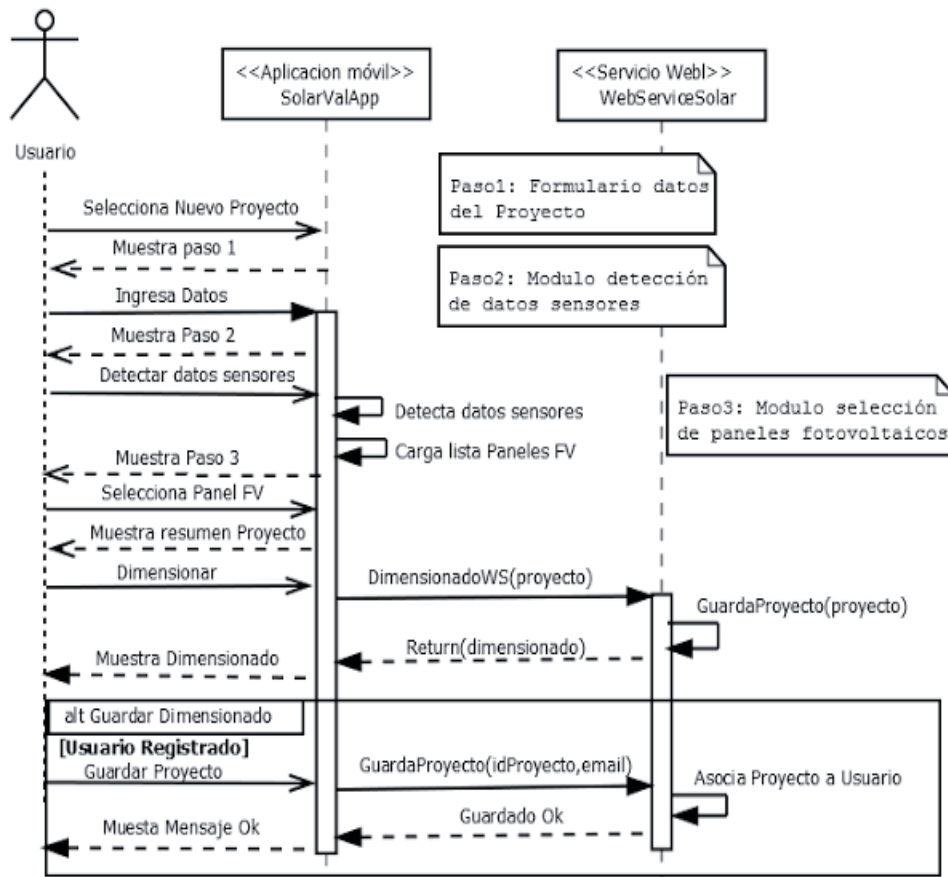 <<Aplicacion móvil>>
SolarValApp
<<Servicio Webl>>
WebServiceSolar
Usuario
Paso1: Formulario datos
del Proyecto
Selecciona Nuevo Proyecto
Muestra paso 1
Paso2: Modulo detección
de datos sensores
Ingresa Datos
Muestra Paso 2
Detectar datos sensores
Detecta datos sensores
Paso3: Modulo selección
de paneles fotovoltaicos
Carga lista Paneles FV
Muestra Paso 3
Selecciona Panel FV
Muestra resumen Proyecto
Dimensionar
DimensionadoWS(proyecto)
GuardaProyecto(proyecto)
Return(dimensionado)
Muestra Dimensionado
alt Guardar Dimensionado
[Usuario Registrado]
Guardar Proyecto
GuardaProyecto(idProyecto,email)
Asocia Proyecto a Usuario
Guardado Ok
Muesta Mensaje Ok